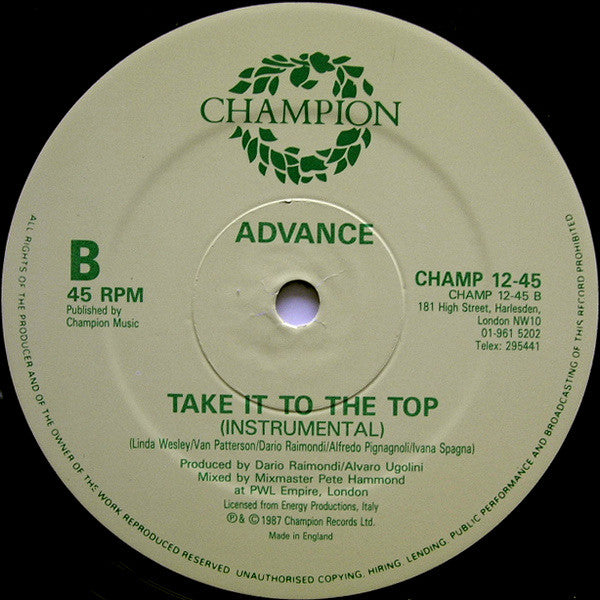 CHAMPION
ADVANCE
B
45 RPM
Published by
Champion Music
CHAMP 12-45
CHAMP 12-45 B
181 High Street, Harlesden,
London NW10
01-961 5202
Telex: 295441
TAKE IT TO THE TOP
(INSTRUMENTAL)
(Linda Wesley/Van Patterson/Dario Raimondi/Alfredo Pignagnoli/Ivana Spagna)
Produced by Dario Raimondi/Alvaro Ugolini
Mixed by Mixmaster Pete Hammond
at PWL Empire, London
Licensed from Energy Productions, Italy
℗ & © 1987 Champion Records Ltd.
Made in England
ALL RIGHTS OF THE PRODUCER AND OF THE OWNER OF THE WORK REPRODUCED RESERVED. UNAUTHORISED COPYING, HIRING, LENDING, PUBLIC PERFORMANCE AND BROADCASTING OF THIS RECORD PROHIBITED